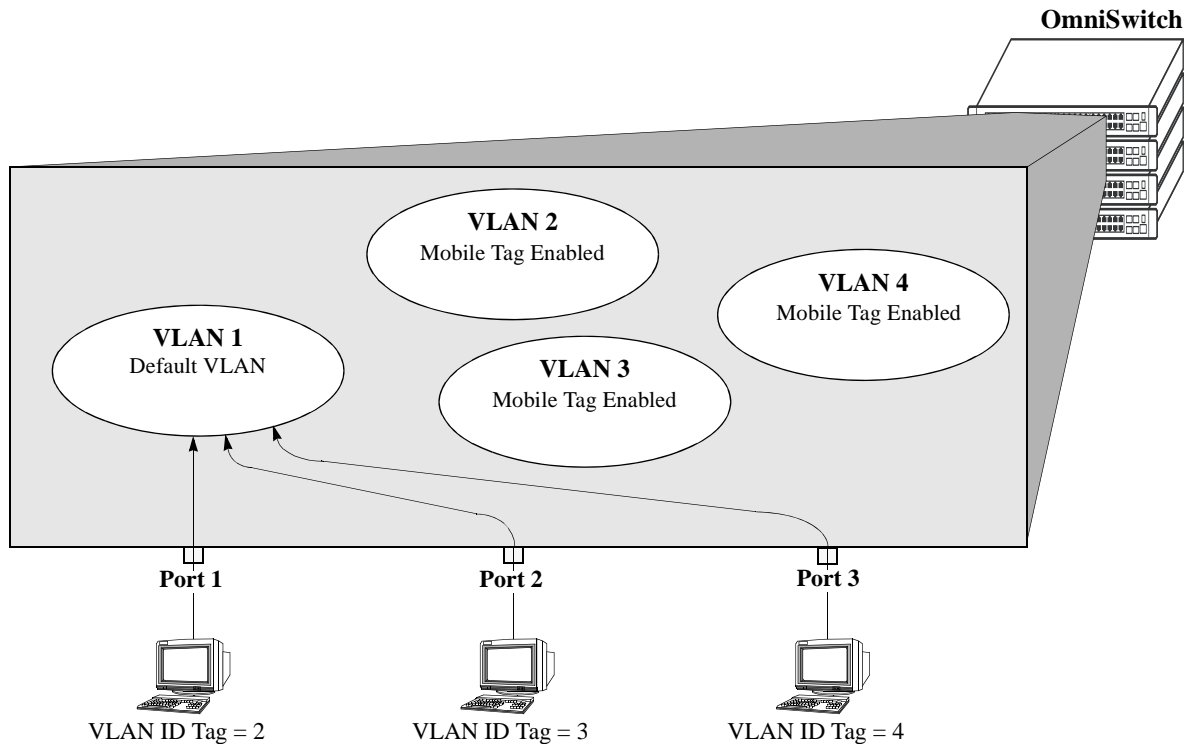 OmniSwitch
VLAN 2
Mobile Tag Enabled
VLAN 4
Mobile Tag Enabled
VLAN 1
Default VLAN
VLAN 3
Mobile Tag Enabled
Port 1
Port 2
Port 3
VLAN ID Tag = 2
VLAN ID Tag = 3
VLAN ID Tag = 4